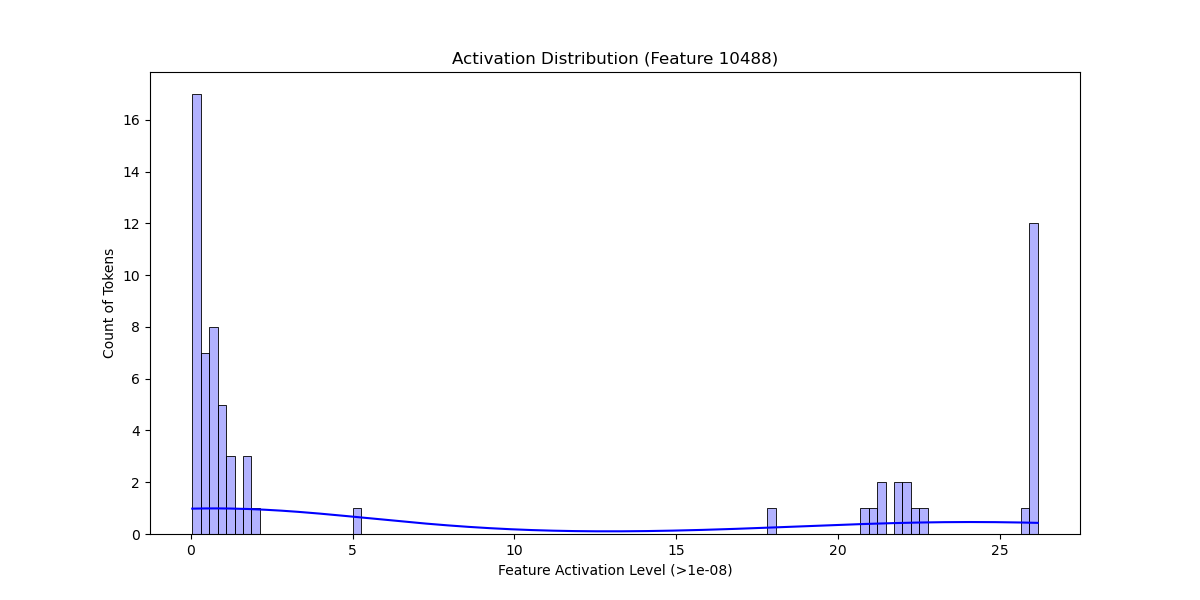 Activation Distribution (Feature 10488)
Count of Tokens
16
14
12
10
8
6
4
2
0
0 5 10 15 20 25
Feature Activation Level (>1e-08)